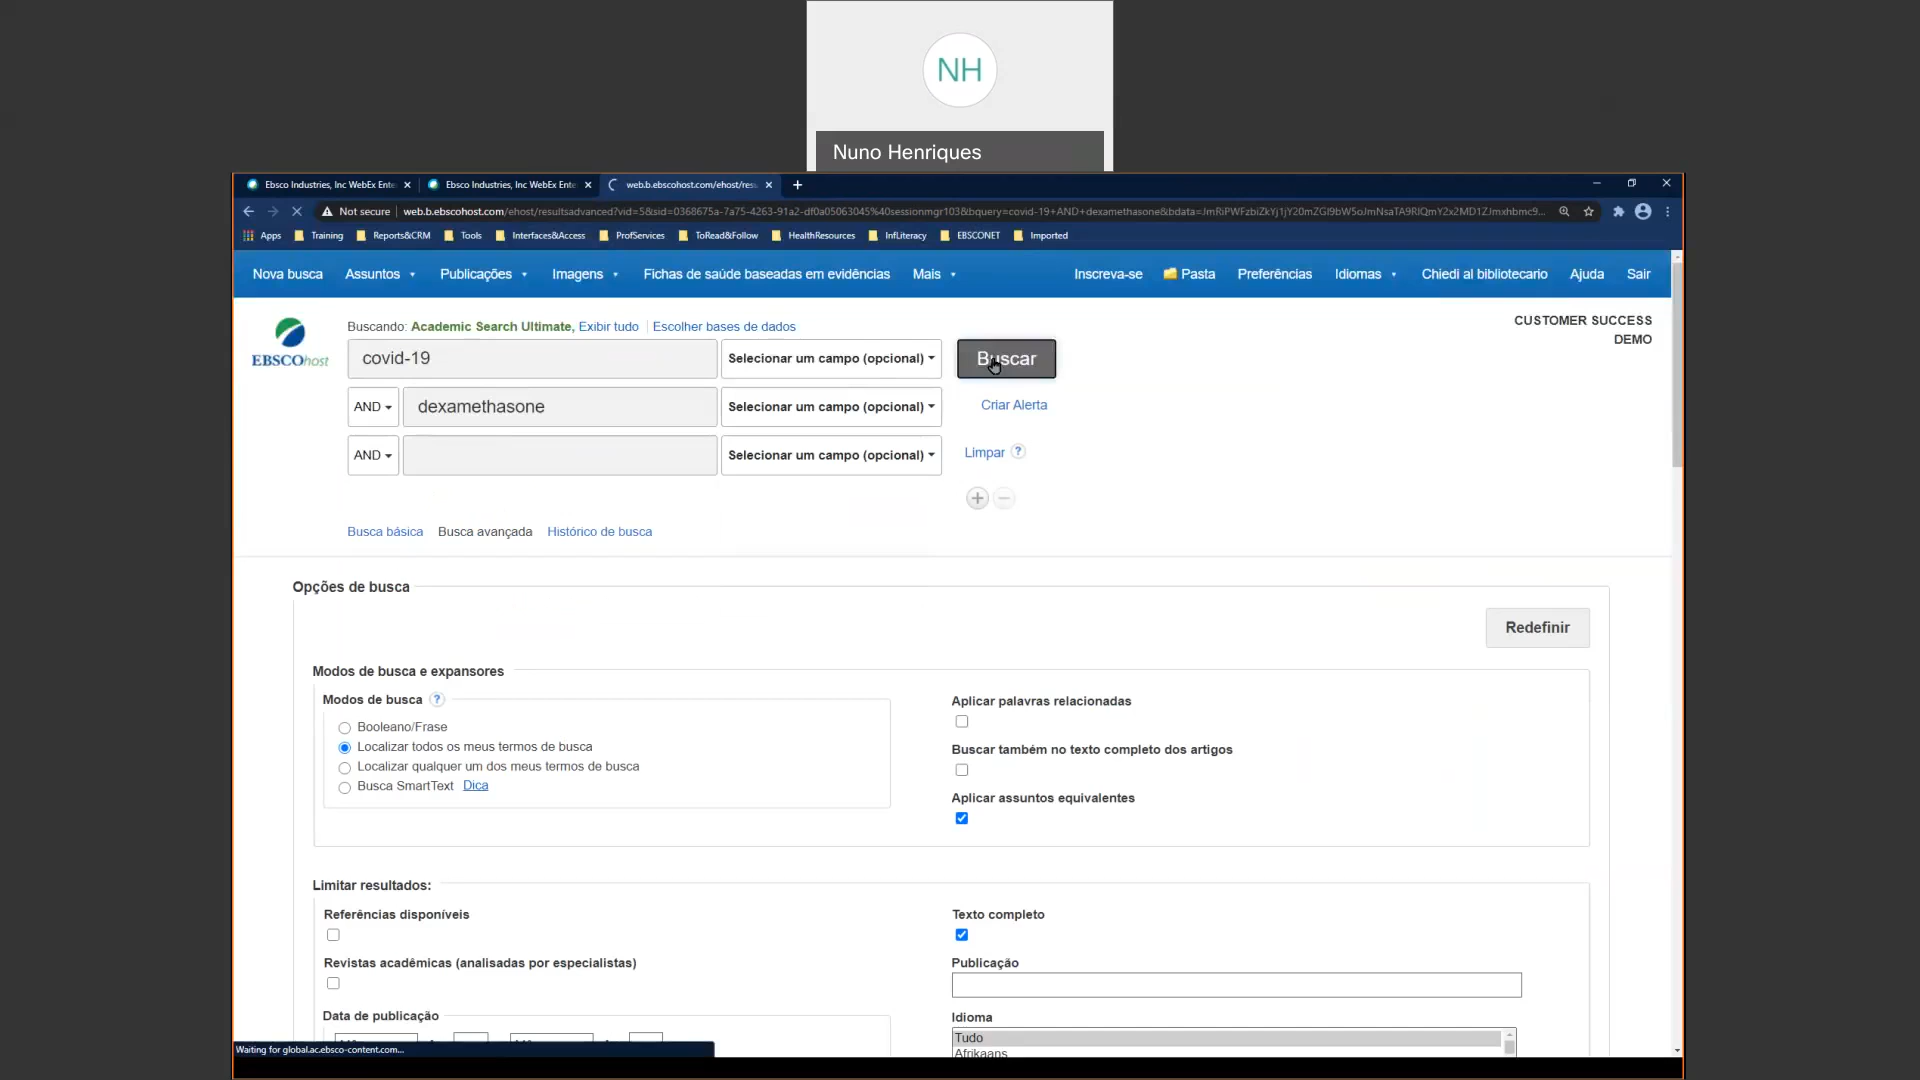 NH
Nuno Henriques
Ebsco Industries, Inc WebEx Ente
Ebsco Industries, Inc WebEx Ente
web.b.ebscohost.com/ehost/resu
Not secure
web.b.ebscohost.com/ehost/resultsadvanced?vid=5&sid=0368675a-7a75-4263-91a2-df0a05063045%40sessionmgr103&bquery=covid-19+AND+dexamethasone&bdata=JmRiPWFzbiZkYj1jY20mZGI9bW5oJmNsaTA9RlQmY2x2MD1ZJmxhbmc9...
Apps Training Reports&CRM Tools Interfaces&Access ProfServices ToRead&Follow HealthResources InfLiteracy EBSCONET Imported
Nova busca Assuntos Publicações Imagens Fichas de saúde baseadas em evidências Mais Inscreva-se Pasta Preferências Idiomas Chiedi al bibliotecario Ajuda Sair
EBSCOhost
Buscando: Academic Search Ultimate, Exibir tudo Escolher bases de dados
CUSTOMER SUCCESS
DEMO
covid-19 Selecionar um campo (opcional) Buscar
AND dexamethasone Selecionar um campo (opcional) Criar Alerta
AND Selecionar um campo (opcional) Limpar ?
Busca básica Busca avançada Histórico de busca
Opções de busca
Redefinir
Modos de busca e expansores
Modos de busca ?
Booleano/Frase
Localizar todos os meus termos de busca
Localizar qualquer um dos meus termos de busca
Busca SmartText Dica
Aplicar palavras relacionadas
Buscar também no texto completo dos artigos
Aplicar assuntos equivalentes
Limitar resultados:
Referências disponíveis
Revistas acadêmicas (analisadas por especialistas)
Data de publicação
Texto completo
Publicação
Idioma
Tudo
Afrikaans
Waiting for global.ac.ebsco-content.com...